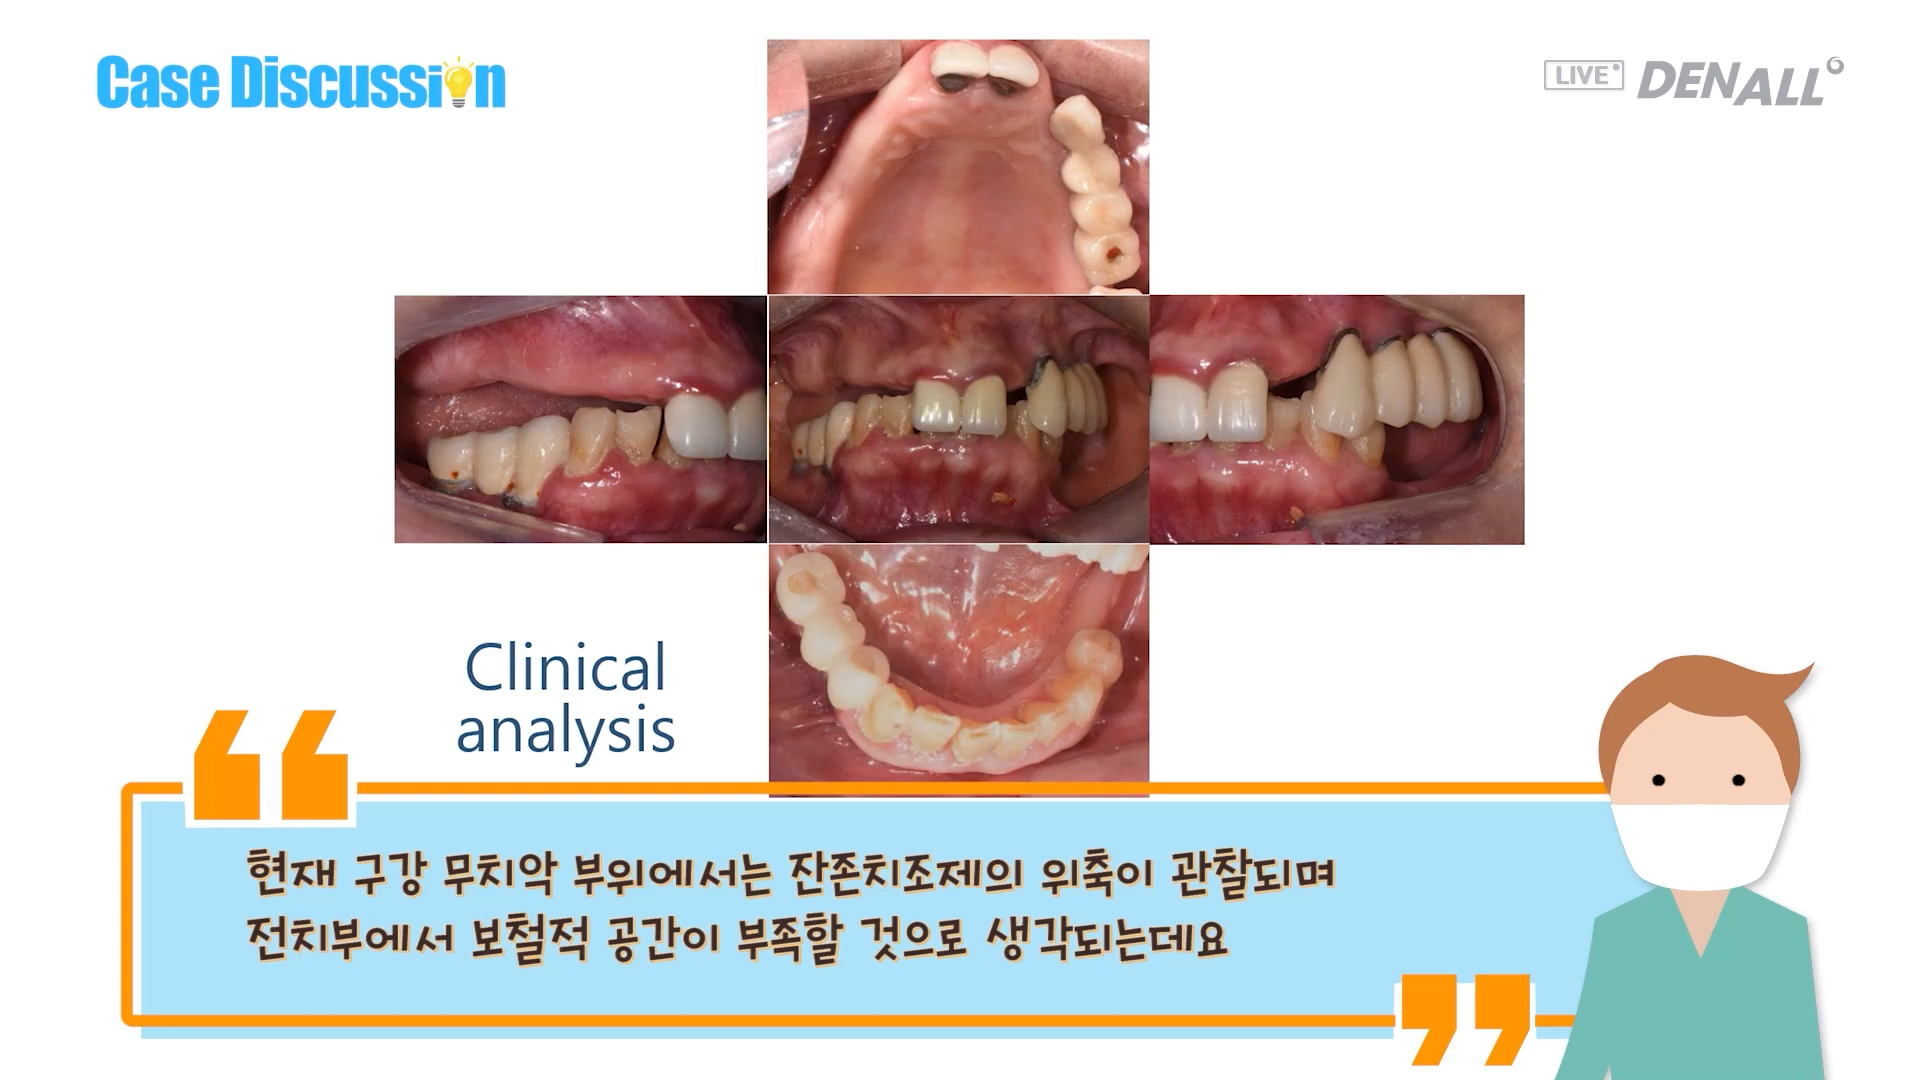 Case Discussion
LIVE DENALL
Clinical
analysis
현재 구강 무치악 부위에서는 잔존치조제의 위축이 관찰되며
전치부에서 보철적 공간이 부족할 것으로 생각되는데요